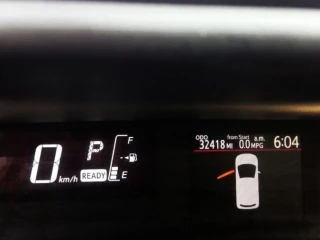 0 km/h
P
READY
F
E
ODO from Start a.m.
32418 MI 0.0 MPG 6:04